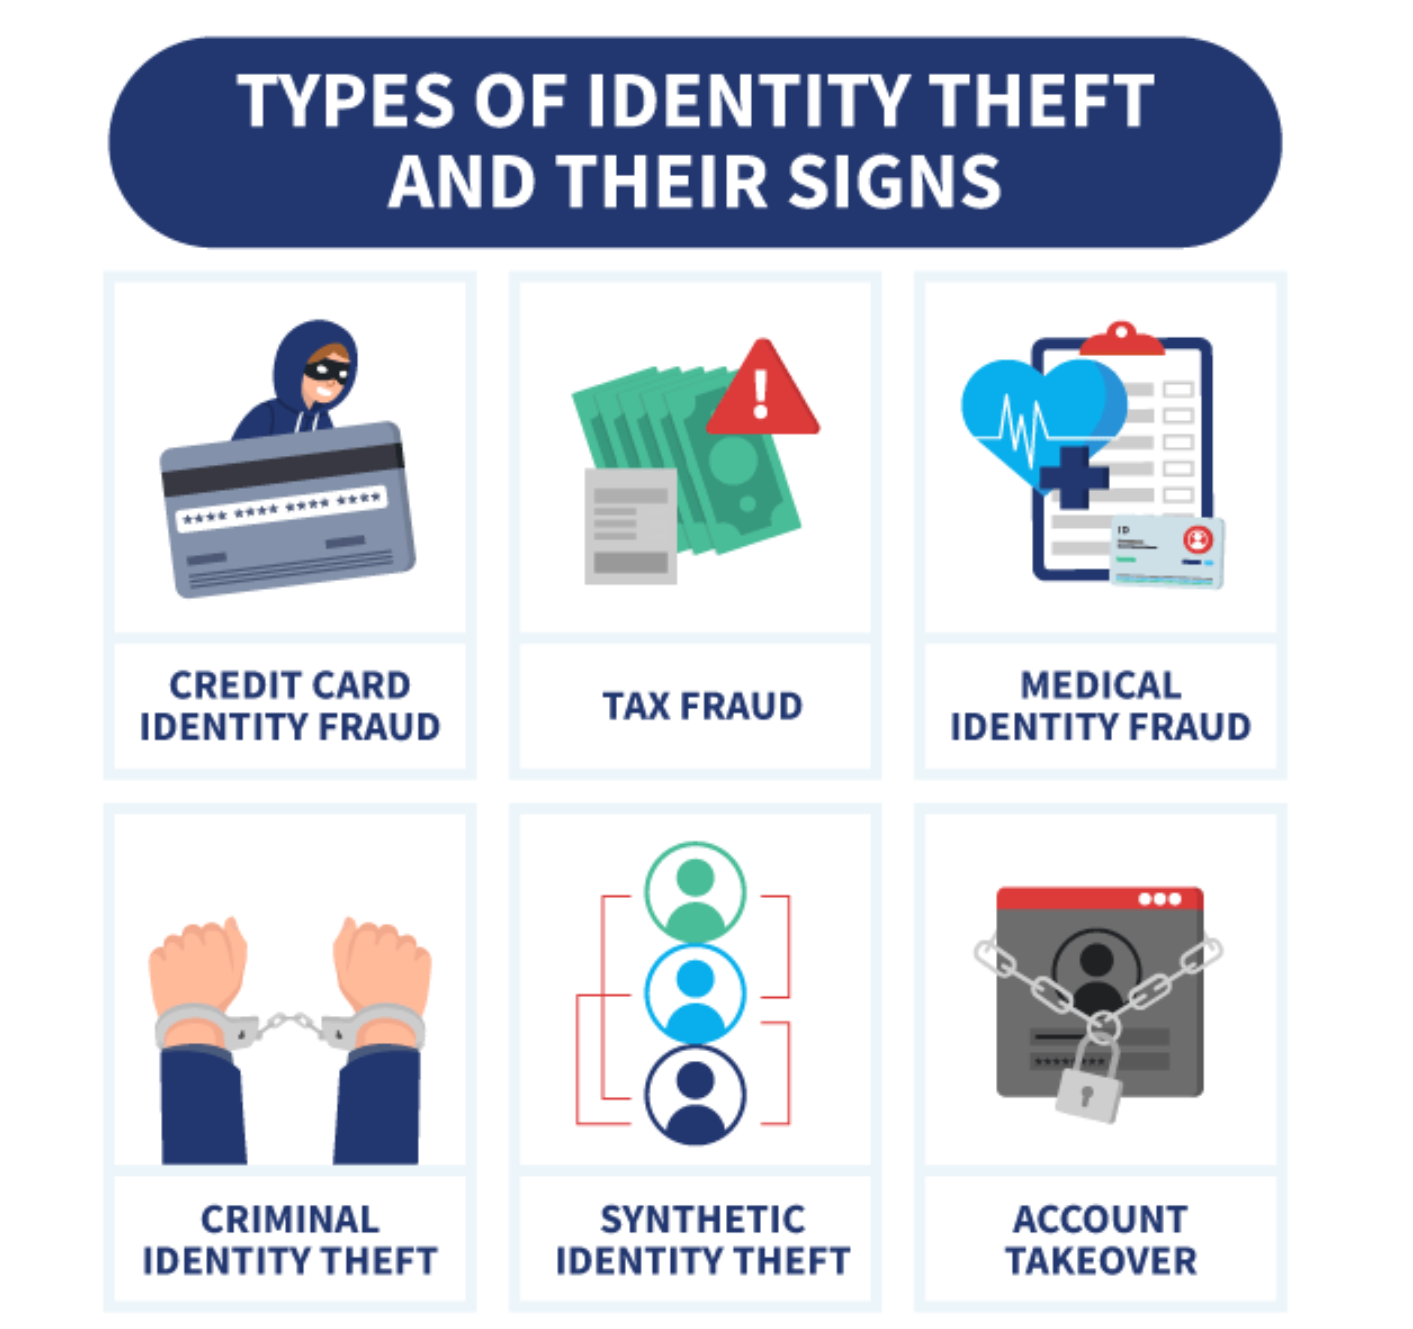 TYPES OF IDENTITY THEFT
AND THEIR SIGNS
**** **** **** ****
!
ID
CREDIT CARD
IDENTITY FRAUD
TAX FRAUD
MEDICAL
IDENTITY FRAUD
********
CRIMINAL
IDENTITY THEFT
SYNTHETIC
IDENTITY THEFT
ACCOUNT
TAKEOVER